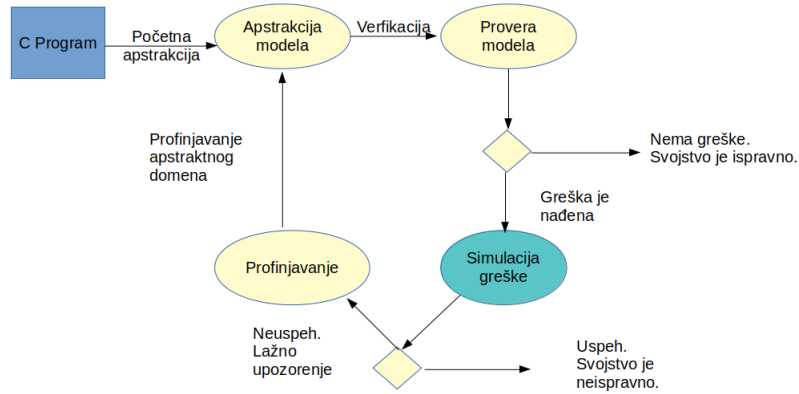 C Program
Početna
apstrakcija
Apstrakcija
modela
Verfikacija
Provera
modela
Nema greške.
Svojstvo je ispravno.
Profinjavanje
apstraktnog
domena
Greška je
nađena
Simulacija
greške
Profinjavanje
Neuspeh.
Lažno
upozorenje
Uspeh.
Svojstvo je
neispravno.